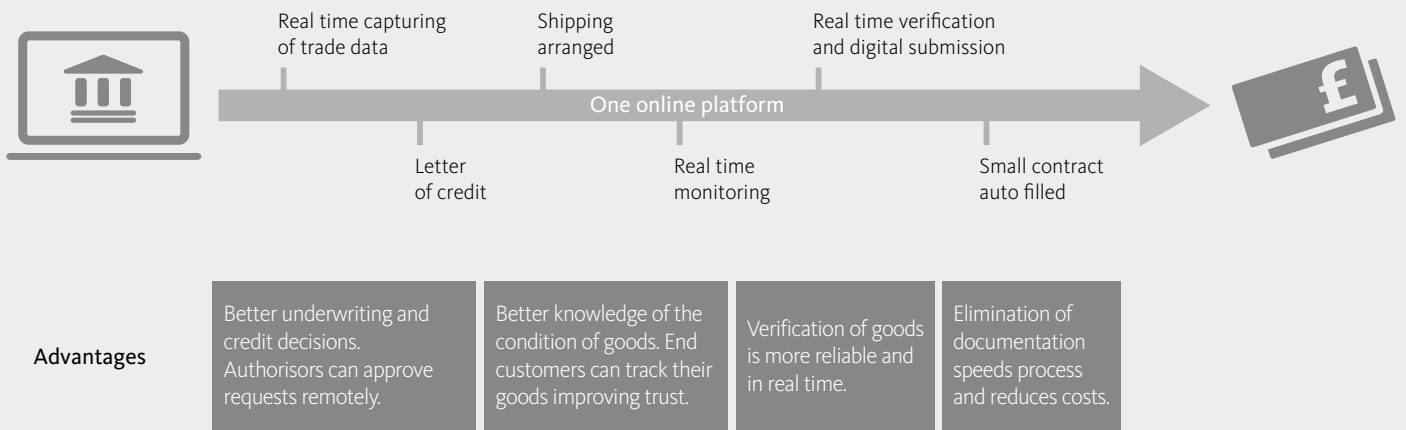 Real time capturing
of trade data
Shipping
arranged
Real time verification
and digital submission
£
One online platform
Letter
of credit
Real time
monitoring
Small contract
auto filled
Advantages
Better underwriting and
credit decisions.
Authorisors can approve
requests remotely.
Better knowledge of the
condition of goods. End
customers can track their
goods improving trust.
Verification of goods
is more reliable and
in real time.
Elimination of
documentation
speeds process
and reduces costs.